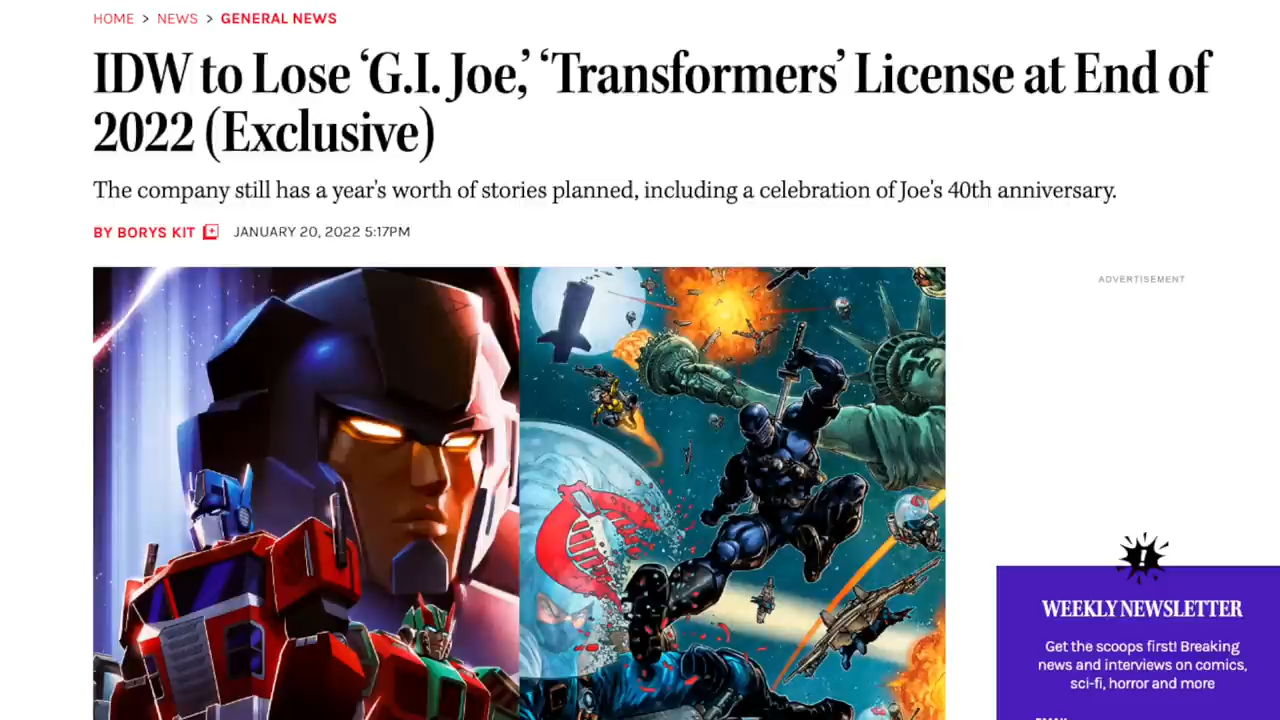 HOME > NEWS > GENERAL NEWS
IDW to Lose ‘G.I. Joe,’ ‘Transformers’ License at End of
2022 (Exclusive)
The company still has a year's worth of stories planned, including a celebration of Joe's 40th anniversary.
BY BORYS KIT JANUARY 20, 2022 5:17PM
ADVERTISEMENT
WEEKLY NEWSLETTER
Get the scoops first! Breaking
news and interviews on comics,
sci-fi, horror and more
EMAIL